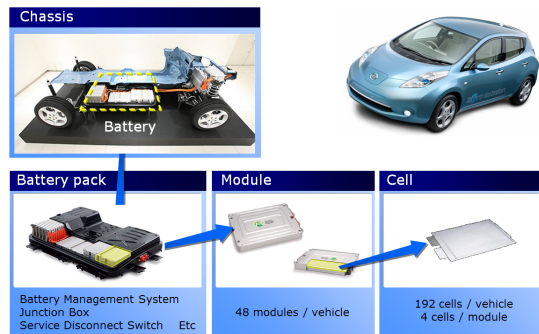 Chassis
Battery
Battery pack
Module
Cell
Battery Management System
Junction Box
Service Disconnect Switch Etc
48 modules / vehicle
192 cells / vehicle
4 cells / module